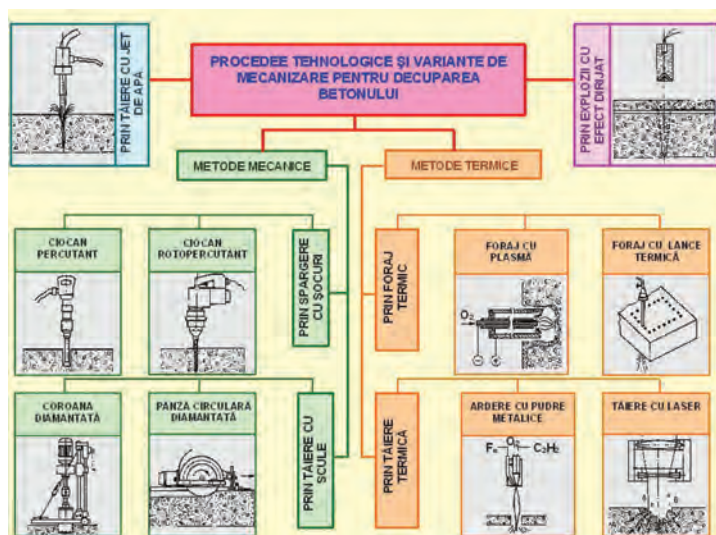 PRIN TĂIERE CU JET
DE APĂ
PROCEDEE TEHNOLOGICE ŞI VARIANTE DE
MECANIZARE PENTRU DECUPAREA
BETONULUI
PRIN EXPLOZII CU
EFECT DIRIJAT
METODE MECANICE
METODE TERMICE
CIOCAN
PERCUTANT
CIOCAN
ROTOPERCUTANT
PRIN SPARGERE
CU ŞOCURI
PRIN FORAJ
TERMIC
FORAJ CU
PLASMĂ
O₂
- +
FORAJ CU LANCE
TERMICĂ
COROANA
DIAMANTATĂ
PANZA CIRCULARĂ
DIAMANTATĂ
PRIN TĂIERE CU
SCULE
PRIN TĂIERE
TERMICĂ
ARDERE CU PUDRE
METALICE
Fₑ O₂ C₂H₂
TĂIERE CU LASER